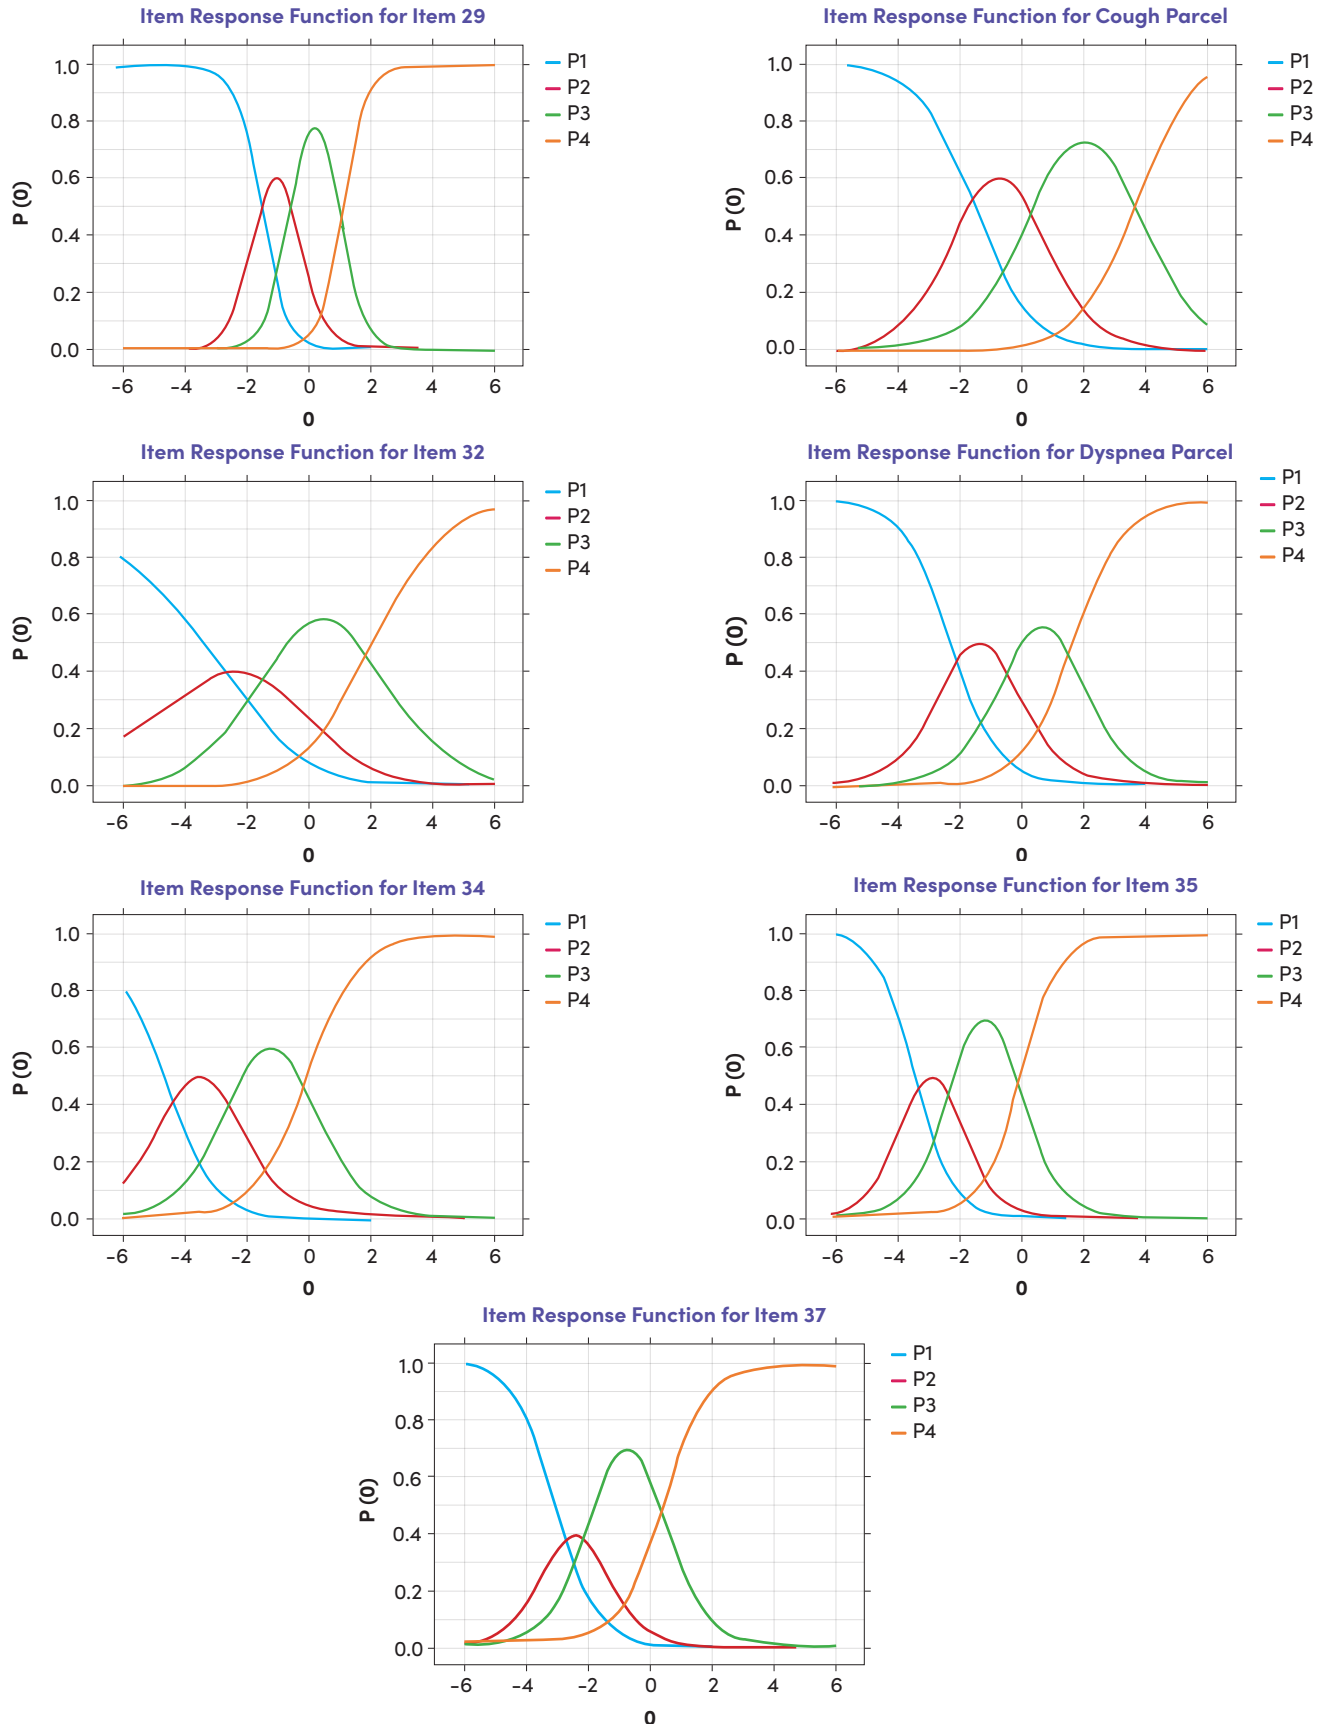 Item Response Function for Item 29
P (0)
1.0
0.8
0.6
0.4
0.2
0.0
-6 -4 -2 0 2 4 6
0
P1
P2
P3
P4
Item Response Function for Cough Parcel
P (0)
1.0
0.8
0.6
0.4
0.2
0.0
-6 -4 -2 0 2 4 6
0
P1
P2
P3
P4
Item Response Function for Item 32
P (0)
1.0
0.8
0.6
0.4
0.2
0.0
-6 -4 -2 0 2 4 6
0
P1
P2
P3
P4
Item Response Function for Dyspnea Parcel
P (0)
1.0
0.8
0.6
0.4
0.2
0.0
-6 -4 -2 0 2 4 6
0
P1
P2
P3
P4
Item Response Function for Item 34
P (0)
1.0
0.8
0.6
0.4
0.2
0.0
-6 -4 -2 0 2 4 6
0
P1
P2
P3
P4
Item Response Function for Item 35
P (0)
1.0
0.8
0.6
0.4
0.2
0.0
-6 -4 -2 0 2 4 6
0
P1
P2
P3
P4
Item Response Function for Item 37
P (0)
1.0
0.8
0.6
0.4
0.2
0.0
-6 -4 -2 0 2 4 6
0
P1
P2
P3
P4